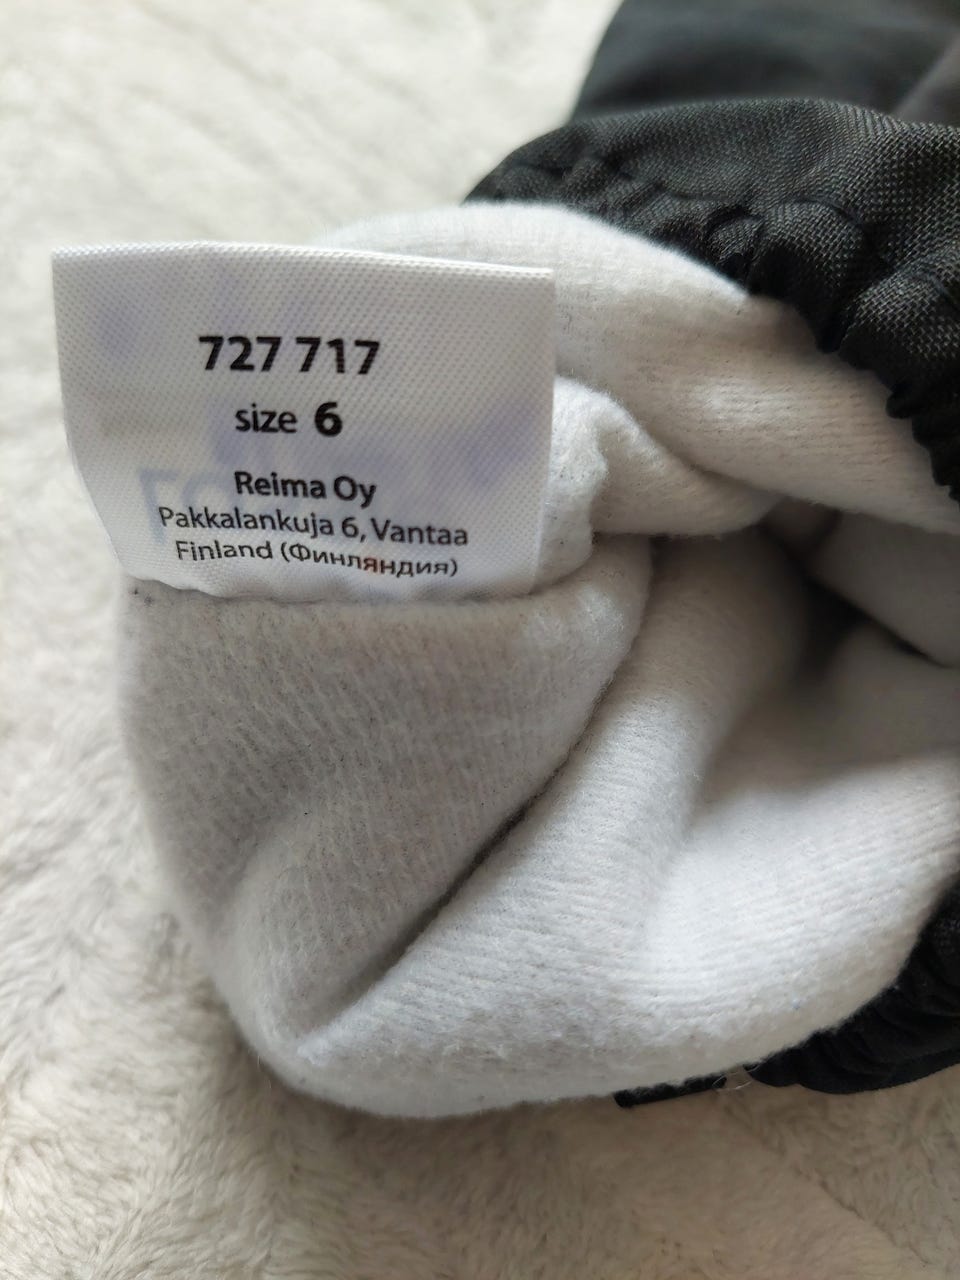 727 717
size 6
Reima Oy
Pakkalankuja 6, Vantaa
Finland (Финляндия)